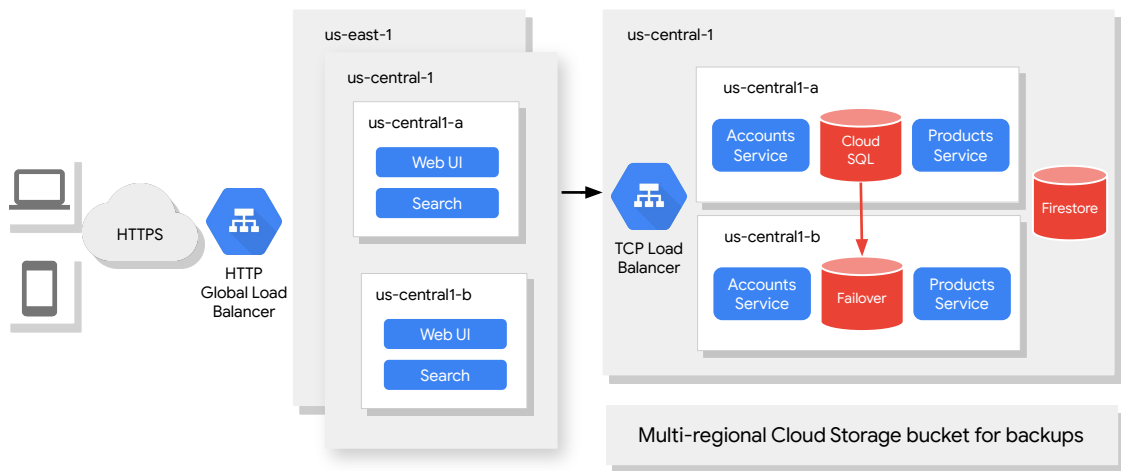 HTTPS
HTTP
Global Load
Balancer
us-east-1
us-central-1
us-central1-a
Web UI
Search
us-central1-b
Web UI
Search
us-central-1
TCP Load
Balancer
us-central1-a
Accounts
Service
Cloud
SQL
Products
Service
us-central1-b
Accounts
Service
Failover
Products
Service
Firestore
Multi-regional Cloud Storage bucket for backups